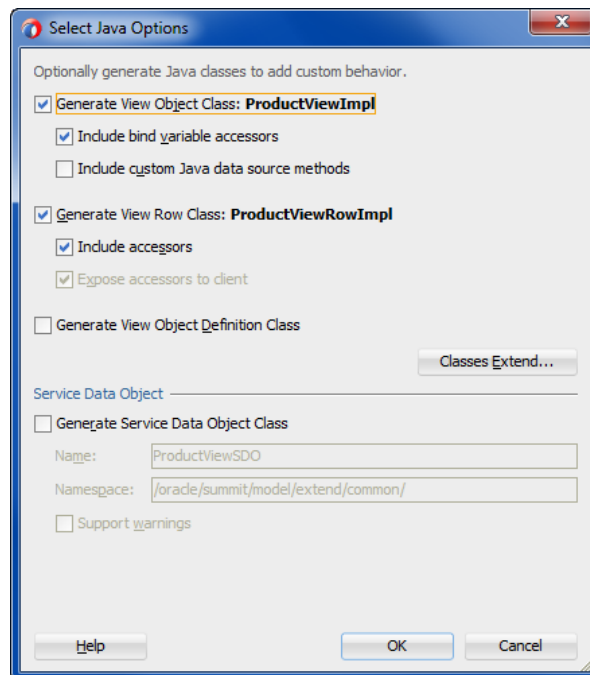 Select Java Options
Optionally generate Java classes to add custom behavior.
Generate View Object Class: ProductViewImpl
Include bind variable accessors
Include custom Java data source methods
Generate View Row Class: ProductViewRowImpl
Include accessors
Expose accessors to client
Generate View Object Definition Class
Classes Extend...
Service Data Object
Generate Service Data Object Class
Name: ProductViewSDO
Namespace: /oracle/summit/model/extend/common/
Support warnings
Help OK Cancel